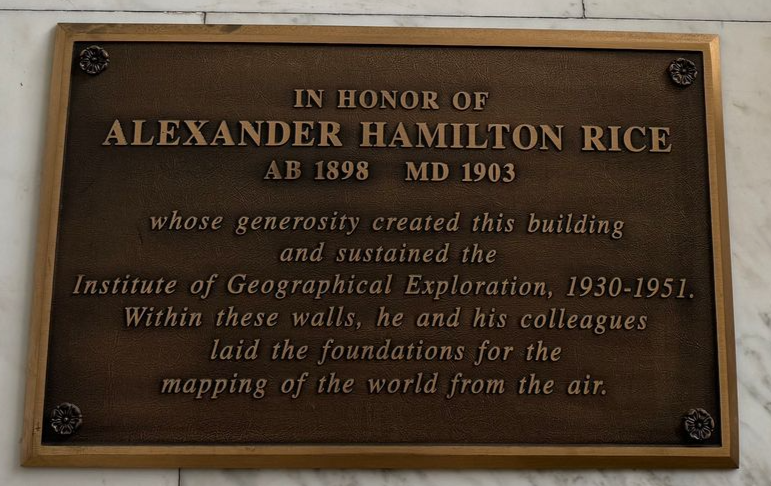 IN HONOR OF
ALEXANDER HAMILTON RICE
AB 1898 MD 1903
whose generosity created this building
and sustained the
Institute of Geographical Exploration, 1930-1951.
Within these walls, he and his colleagues
laid the foundations for the
mapping of the world from the air.